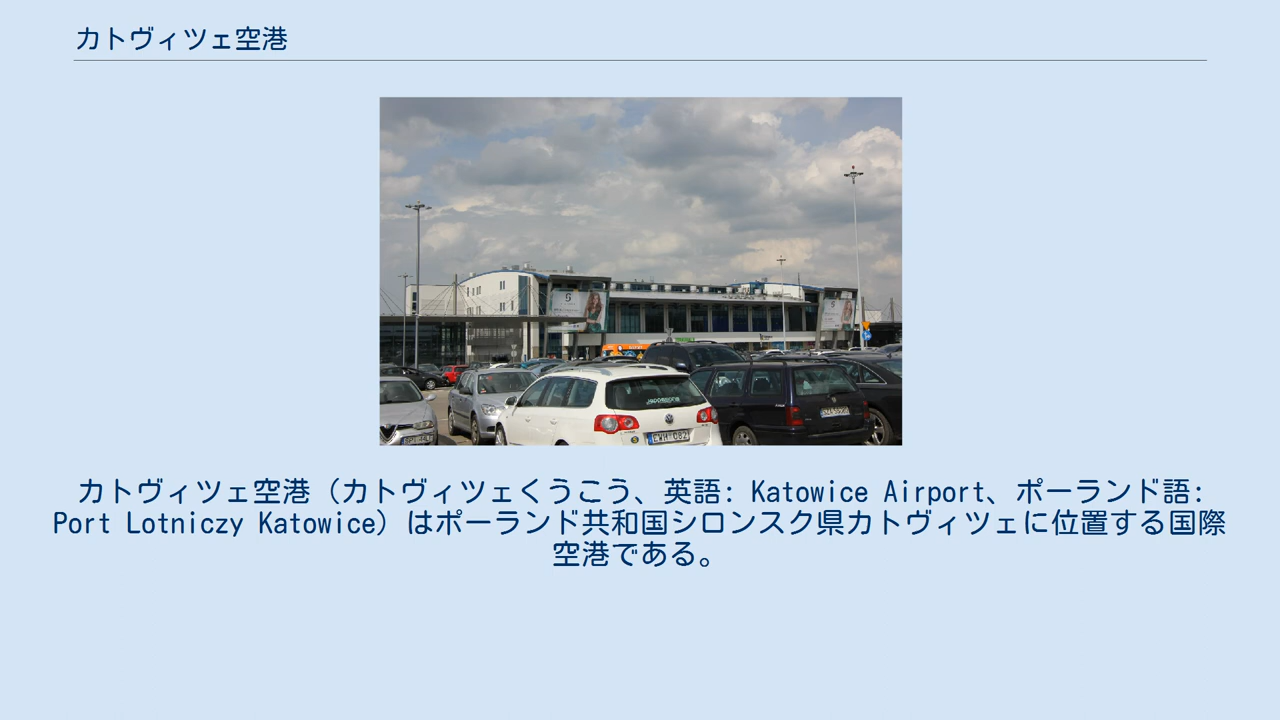 カトヴィツェ空港
カトヴィツェ空港（カトヴィツェくうこう、英語: Katowice Airport、ポーランド語:
Port Lotniczy Katowice）はポーランド共和国シロンスク県カトヴィツェに位置する国際
空港である。